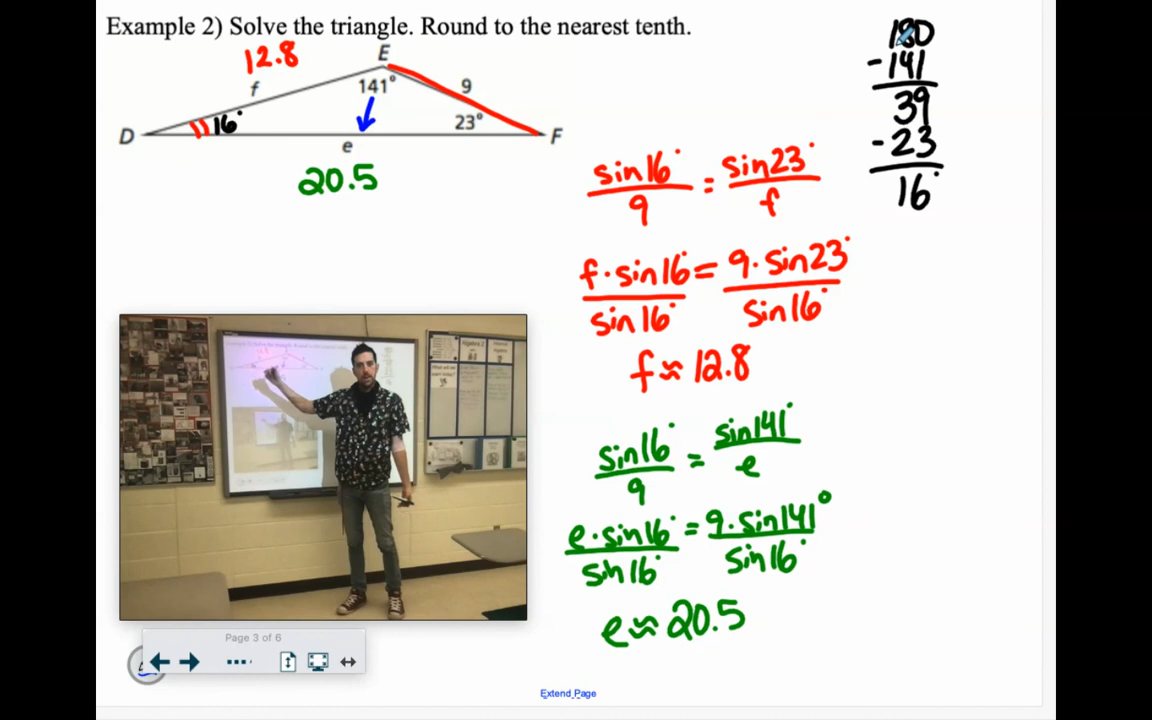 Example 2) Solve the triangle. Round to the nearest tenth.
180
- 141
39
- 23
16°
12.8
E
f
141°
9
16°
23°
D
e
F
20.5
sin16° / 9 = sin23° / f
f · sin16° / sin16° = 9 · sin23° / sin16°
f ≈ 12.8
sin16° / 9 = sin141° / e
e · sin16° / sin16° = 9 · sin141° / sin16°
e ≈ 20.5
Page 3 of 6
Extend Page